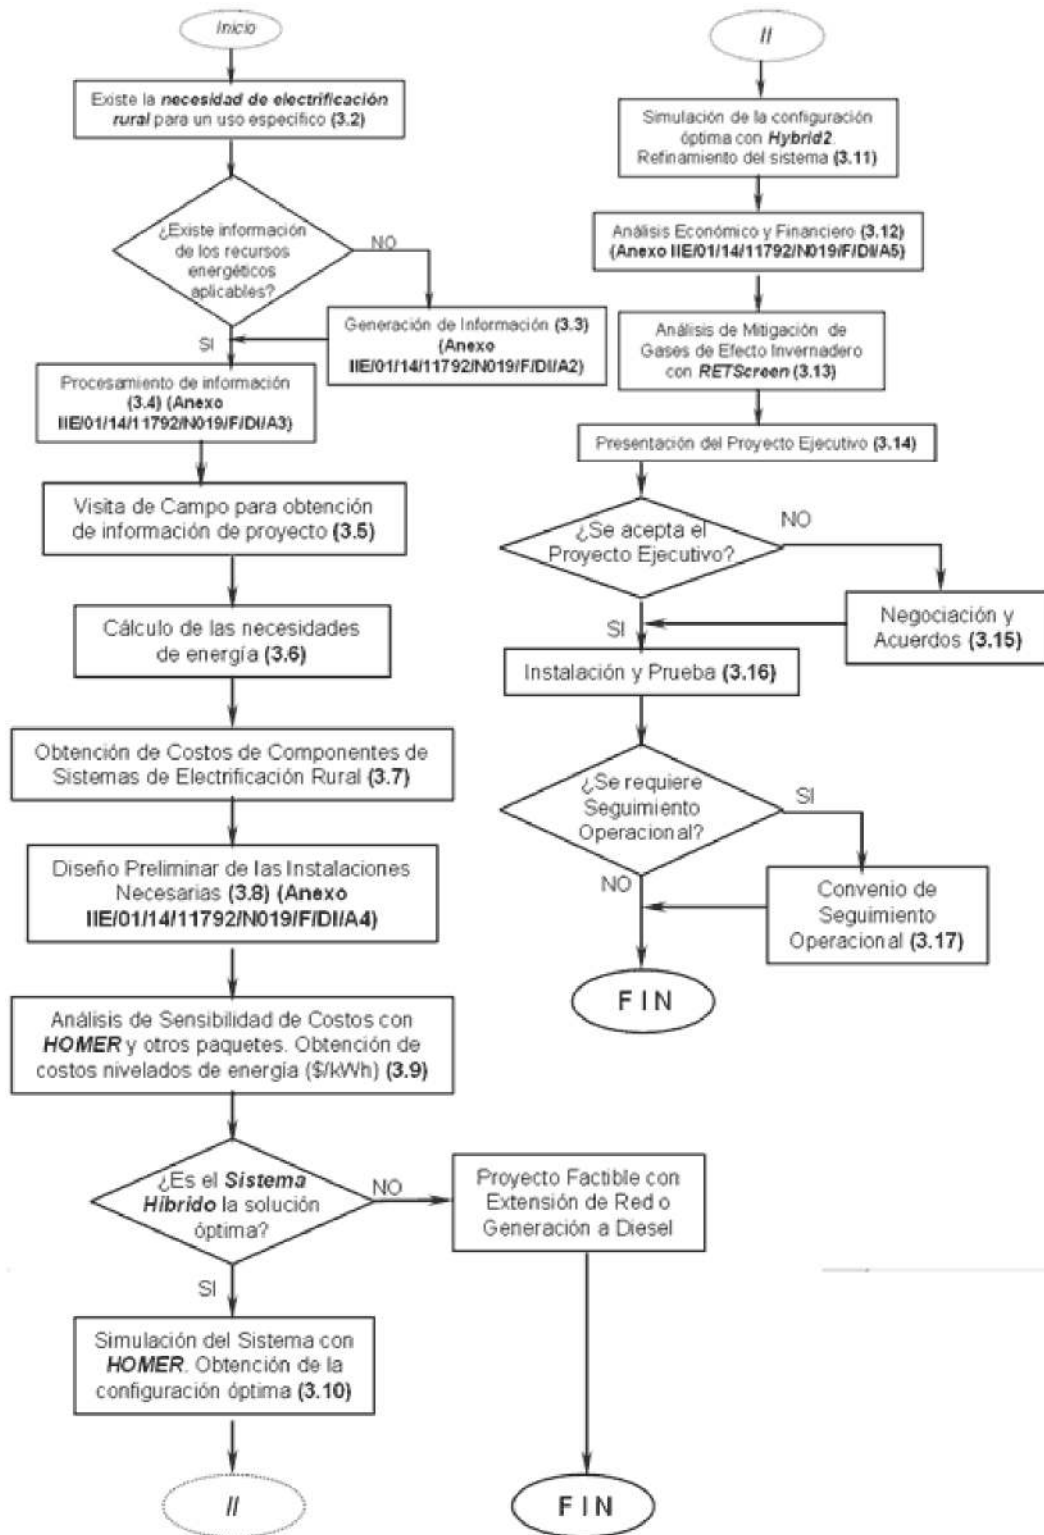 Inicio
Existe la necesidad de electrificación
rural para un uso específico (3.2)
¿Existe información
de los recursos
energéticos
aplicables?
NO
SI
Generación de Información (3.3)
(Anexo
IIE/01/14/11792/N019/F/DI/A2)
Procesamiento de información
(3.4) (Anexo
IIE/01/14/11792/N019/F/DI/A3)
Visita de Campo para obtención
de información de proyecto (3.5)
Cálculo de las necesidades
de energía (3.6)
Obtención de Costos de Componentes de
Sistemas de Electrificación Rural (3.7)
Diseño Preliminar de las Instalaciones
Necesarias (3.8) (Anexo
IIE/01/14/11792/N019/F/DI/A4)
Análisis de Sensibilidad de Costos con
HOMER y otros paquetes. Obtención de
costos nivelados de energía ($/kWh) (3.9)
¿Es el Sistema
Híbrido la solución
óptima?
NO
SI
Proyecto Factible con
Extensión de Red o
Generación a Diesel
Simulación del Sistema con
HOMER. Obtención de la
configuración óptima (3.10)
II
F I N
II
Simulación de la configuración
óptima con Hybrid2.
Refinamiento del sistema (3.11)
Análisis Económico y Financiero (3.12)
(Anexo IIE/01/14/11792/N019/F/DI/A5)
Análisis de Mitigación de
Gases de Efecto Invernadero
con RETScreen (3.13)
Presentación del Proyecto Ejecutivo (3.14)
¿Se acepta el
Proyecto Ejecutivo?
NO
SI
Negociación y
Acuerdos (3.15)
Instalación y Prueba (3.16)
¿Se requiere
Seguimiento
Operacional?
SI
NO
Convenio de
Seguimiento
Operacional (3.17)
F I N